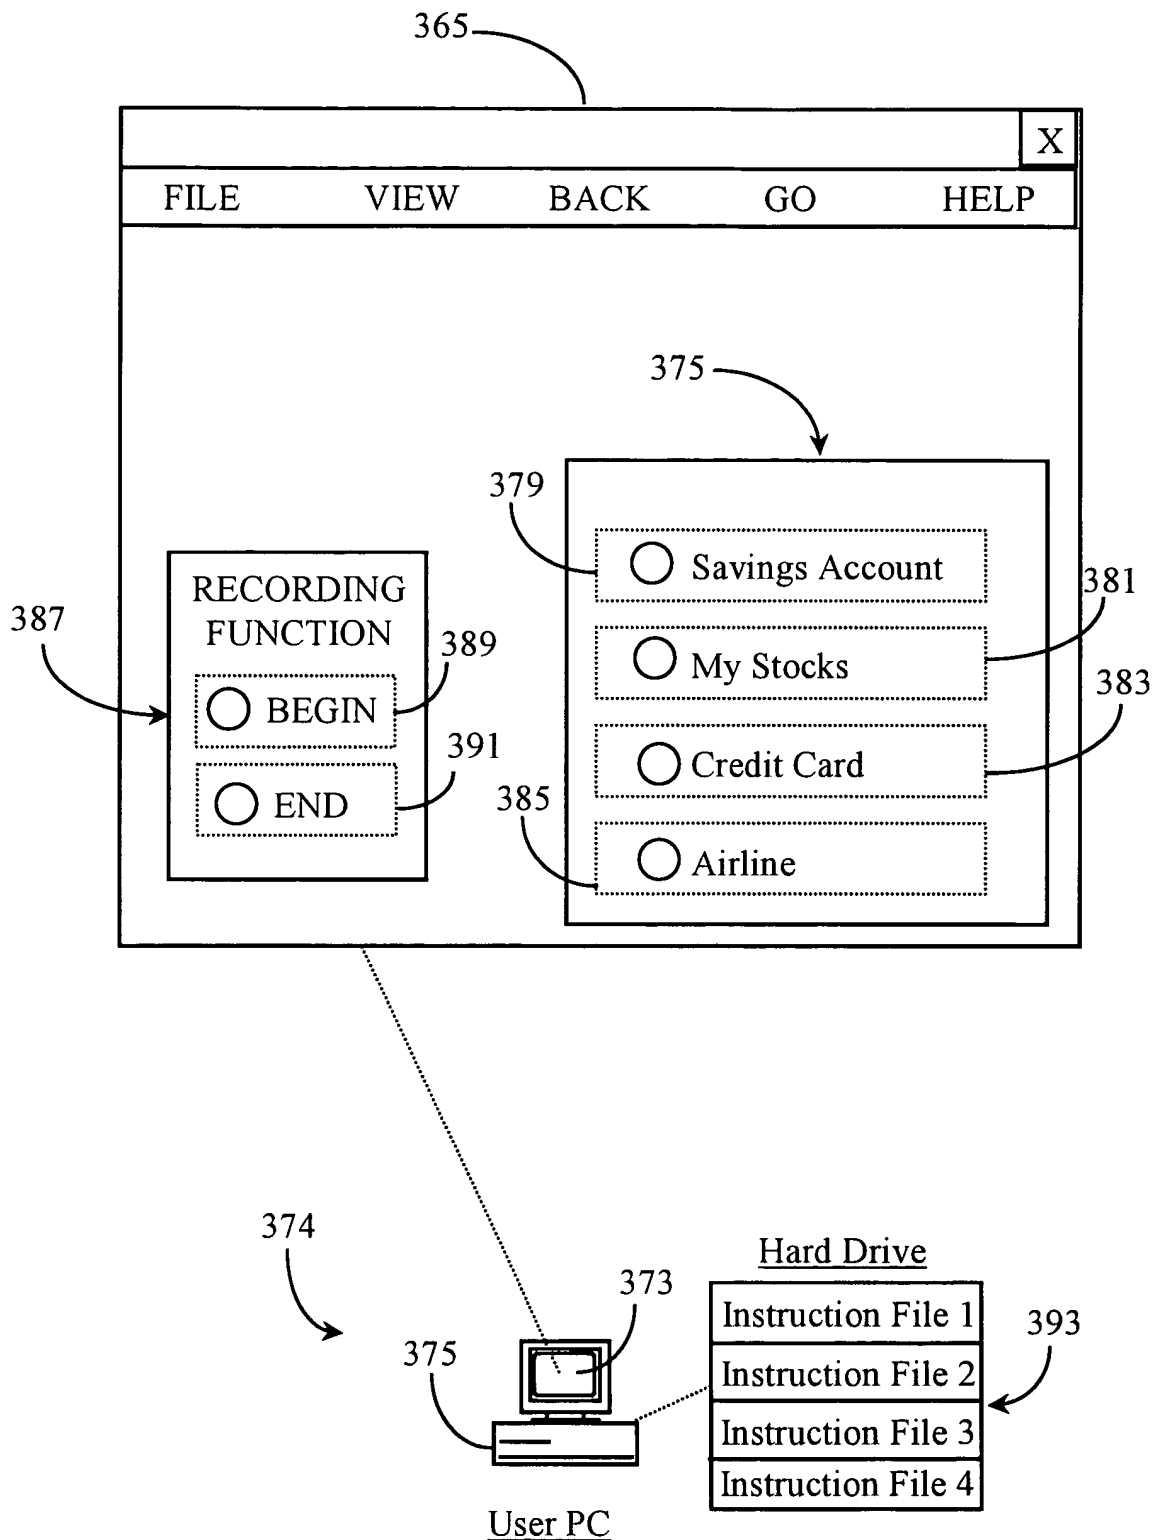 365
X
FILE VIEW BACK GO HELP
375
379
Savings Account
381
My Stocks
383
Credit Card
385
Airline
RECORDING
FUNCTION
387
389
BEGIN
391
END
374
373
375
User PC
Hard Drive
Instruction File 1
393
Instruction File 2
Instruction File 3
Instruction File 4